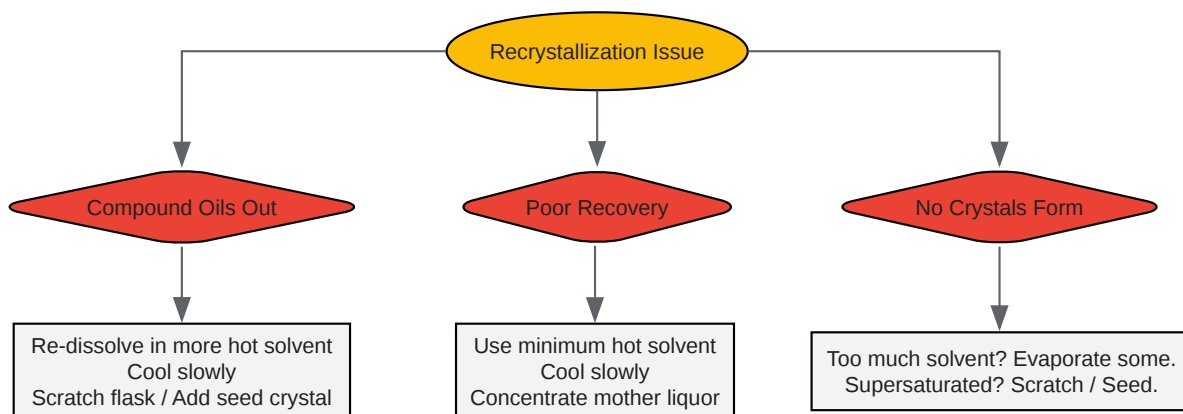 Recrystallization Issue
Compound Oils Out
Poor Recovery
No Crystals Form
Re-dissolve in more hot solvent
Cool slowly
Scratch flask / Add seed crystal
Use minimum hot solvent
Cool slowly
Concentrate mother liquor
Too much solvent? Evaporate some.
Supersaturated? Scratch / Seed.